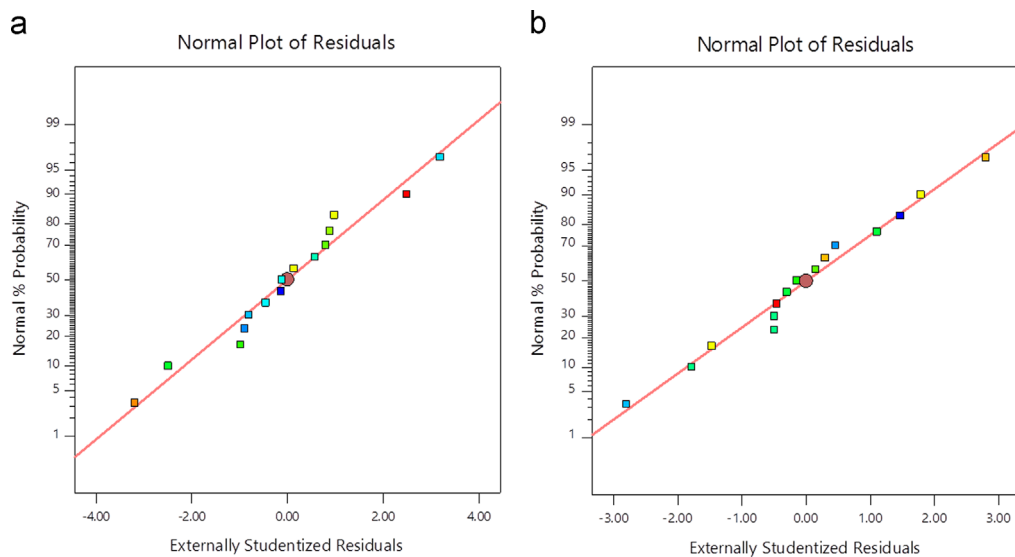 a
Normal Plot of Residuals
Normal % Probability
99
95
90
80
70
50
30
20
10
5
1
-4.00 -2.00 0.00 2.00 4.00
Externally Studentized Residuals
b
Normal Plot of Residuals
Normal % Probability
99
95
90
80
70
50
30
20
10
5
1
-3.00 -2.00 -1.00 0.00 1.00 2.00 3.00
Externally Studentized Residuals